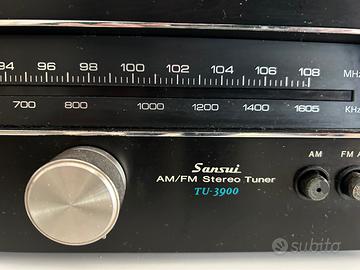 94 96 98 100 102 104 106 108 MHz
700 800 1000 1200 1400 1605 KHz
Sansui
AM/FM Stereo Tuner
TU-3900
AM FM A
subito